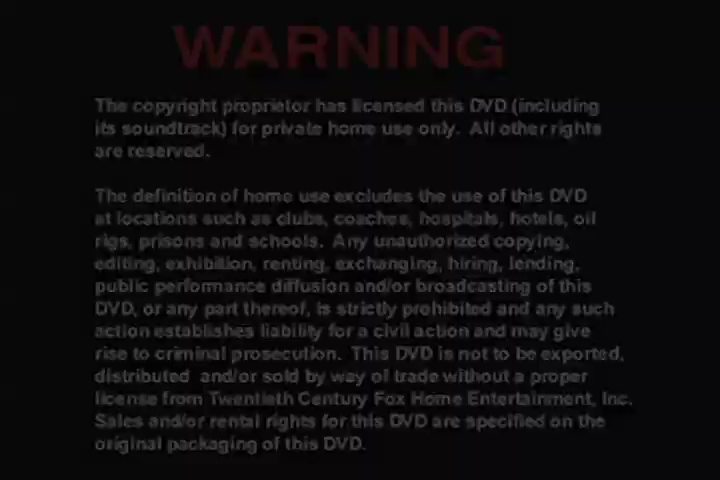 WARNING
The copyright proprietor has licensed this DVD (including
its soundtrack) for private home use only.  All other rights
are reserved.
The definition of home use excludes the use of this DVD
at locations such as clubs, coaches, hospitals, hotels, oil
rigs, prisons and schools.  Any unauthorized copying,
editing, exhibition, renting, exchanging, hiring, lending,
public performance diffusion and/or broadcasting of this
DVD, or any part thereof, is strictly prohibited and any such
action establishes liability for a civil action and may give
rise to criminal prosecution.  This DVD is not to be exported,
distributed  and/or sold by way of trade without a proper
license from Twentieth Century Fox Home Entertainment, Inc.
Sales and/or rental rights for this DVD are specified on the
original packaging of this DVD.